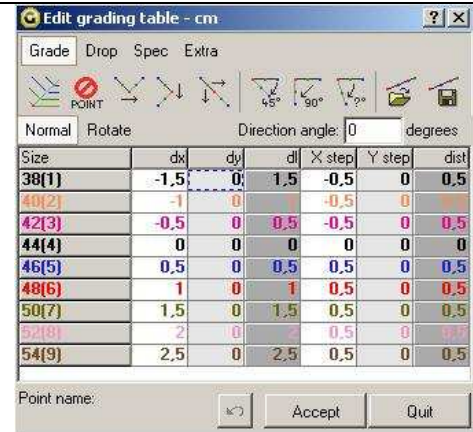 Edit grading table - cm
Grade Drop Spec Extra
POINT 45° 90° ?°
Normal Rotate Direction angle: 0 degrees
Size dx dy dl X step Y step dist
38(1) -1,5 0 1,5 -0,5 0 0,5
40(2) -1 0 1 -0,5 0 0,5
42(3) -0,5 0 0,5 -0,5 0 0,5
44(4) 0 0 0 0 0 0
46(5) 0,5 0 0,5 0,5 0 0,5
48(6) 1 0 1 0,5 0 0,5
50(7) 1,5 0 1,5 0,5 0 0,5
52(8) 2 0 2 0,5 0 0,5
54(9) 2,5 0 2,5 0,5 0 0,5
Point name:
Accept Quit